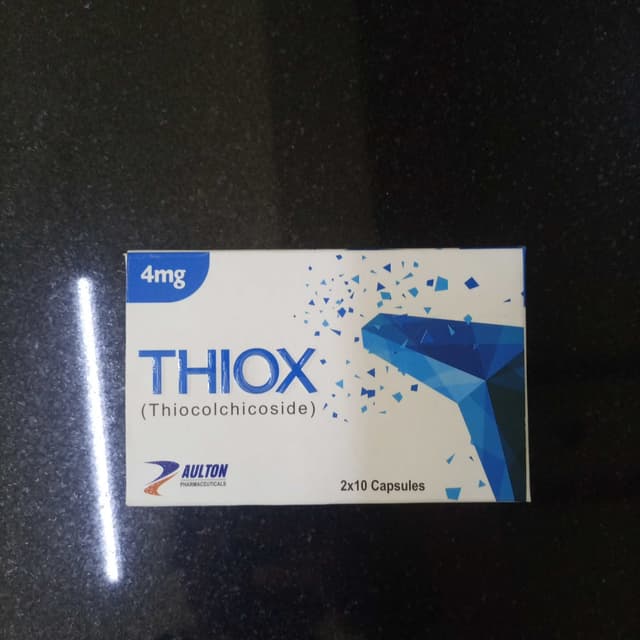 4mg
THIOX
(Thiocolchicoside)
AULTON
PHARMACEUTICALS
2x10 Capsules